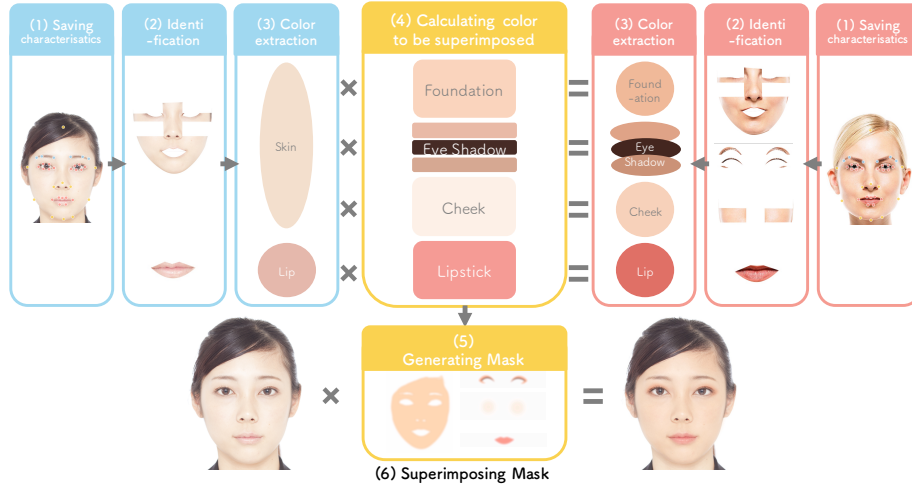 (1) Saving
characterisatics
(2) Identi
-fication
(3) Color
extraction
(4) Calculating color
to be superimposed
(3) Color
extraction
(2) Identi
-fication
(1) Saving
characterisatics
Skin
×
Foundation
=
Found
-ation
×
Eye Shadow
=
Eye
Shadow
×
Cheek
=
Cheek
Lip
×
Lipstick
=
Lip
(5)
Generating Mask
×
=
(6) Superimposing Mask